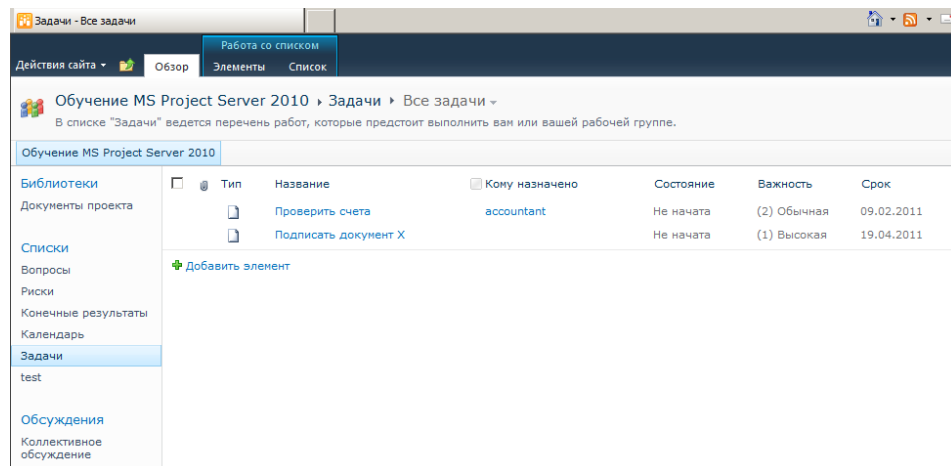 Задачи - Все задачи
Работа со списком
Действия сайта Обзор Элементы Список
Обучение MS Project Server 2010 Задачи Все задачи
В списке "Задачи" ведется перечень работ, которые предстоит выполнить вам или вашей рабочей группе.
Обучение MS Project Server 2010
Библиотеки
Документы проекта
Списки
Вопросы
Риски
Конечные результаты
Календарь
Задачи
test
Обсуждения
Коллективное
обсуждение
Тип Название Кому назначено Состояние Важность Срок
Проверить счета accountant Не начата (2) Обычная 09.02.2011
Подписать документ X Не начата (1) Высокая 19.04.2011
Добавить элемент